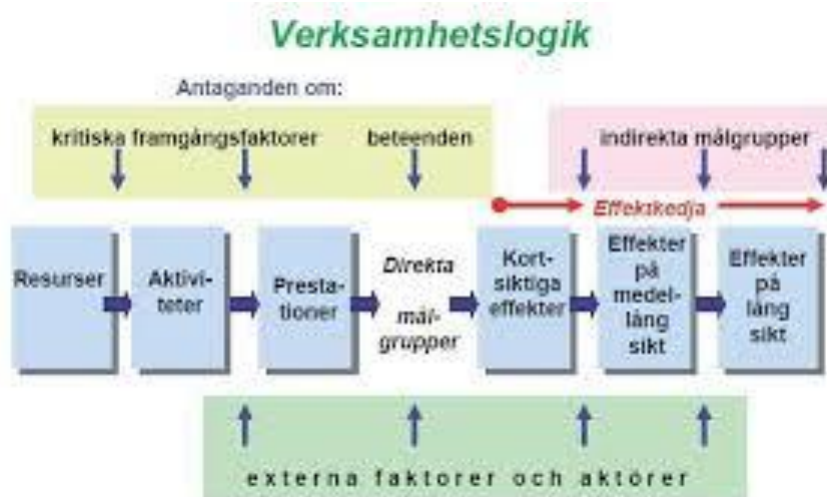 Verksamhetslogik
Antaganden om:
kritiska framgångsfaktorer
beteenden
indirekta målgrupper
Effektkedja
Resurser
Aktivi-
teter
Presta-
tioner
Direkta
mål-
grupper
Kort-
siktiga
effekter
Effekter
på
medel-
lång
sikt
Effekter
på
lång
sikt
externa faktorer och aktörer